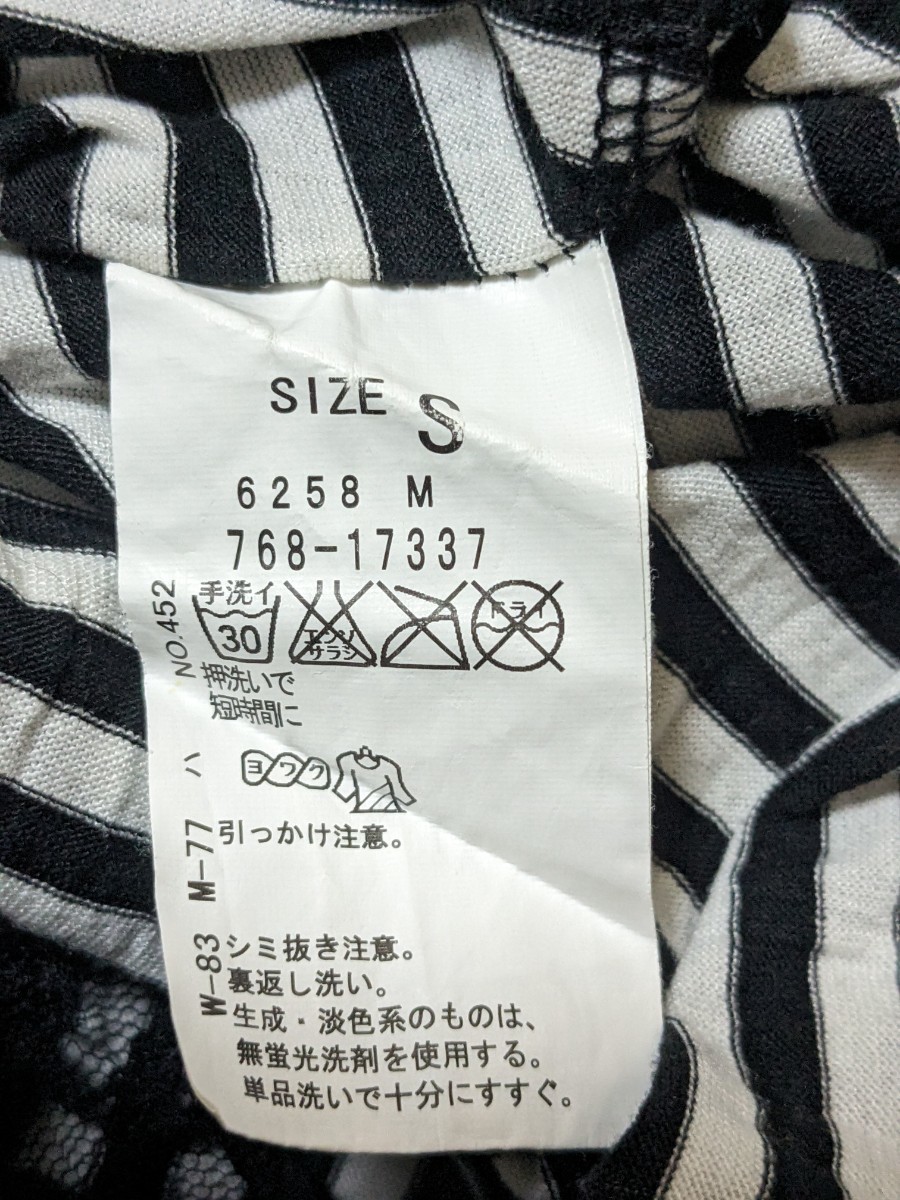 SIZE S
6258 M
768-17337
手洗イ
30
エンソ
サラシ
ドライ
押洗いで
短時間に
ヨワク
引っかけ注意。
シミ抜き注意。
裏返し洗い。
生成・淡色系のものは、
無蛍光洗剤を使用する。
単品洗いで十分にすすぐ。
W-83 M-77 ハ NO.452